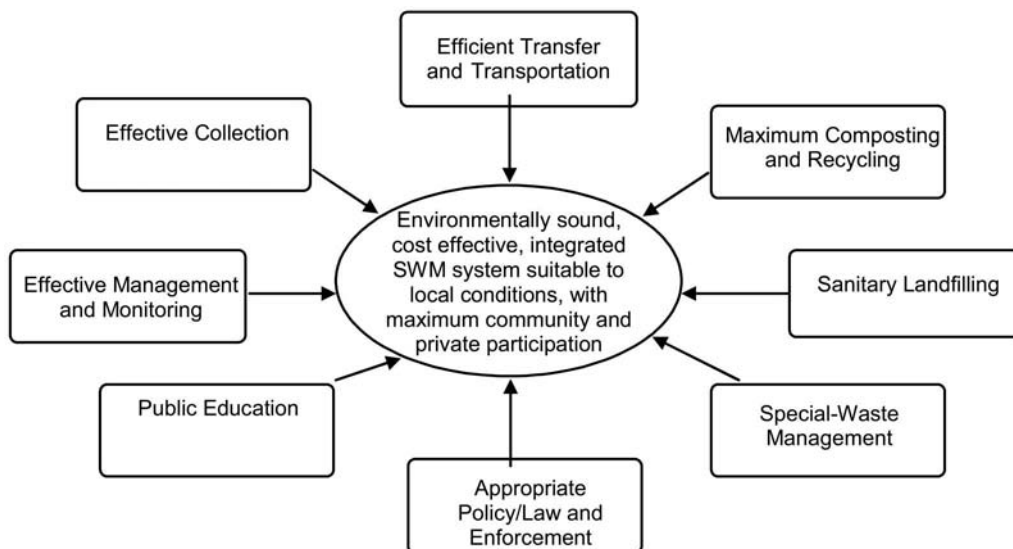 Efficient Transfer
and Transportation
Effective Collection
Maximum Composting
and Recycling
Environmentally sound,
cost effective, integrated
SWM system suitable to
local conditions, with
maximum community and
private participation
Effective Management
and Monitoring
Sanitary Landfilling
Public Education
Special-Waste
Management
Appropriate
Policy/Law and
Enforcement